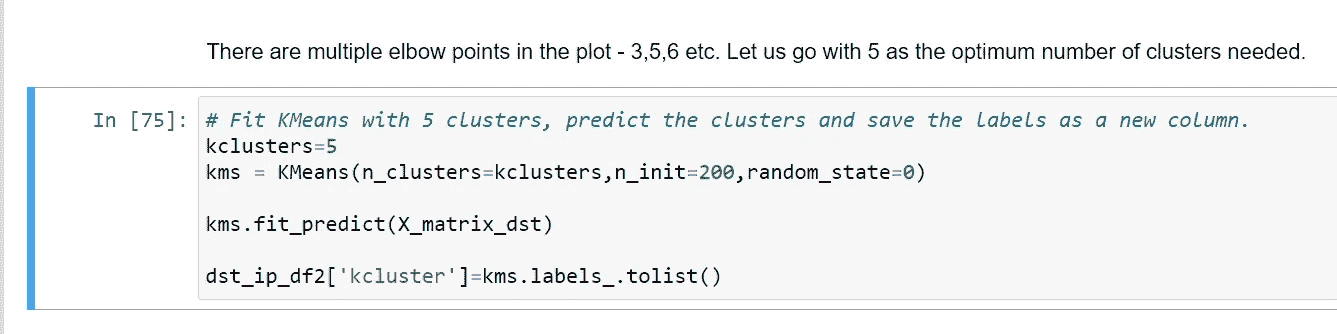 There are multiple elbow points in the plot - 3,5,6 etc. Let us go with 5 as the optimum number of clusters needed.
In [75]: # Fit KMeans with 5 clusters, predict the clusters and save the labels as a new column.
kclusters=5
kms = KMeans(n_clusters=kclusters,n_init=200,random_state=0)
kms.fit_predict(X_matrix_dst)
dst_ip_df2['kcluster']=kms.labels_.tolist()